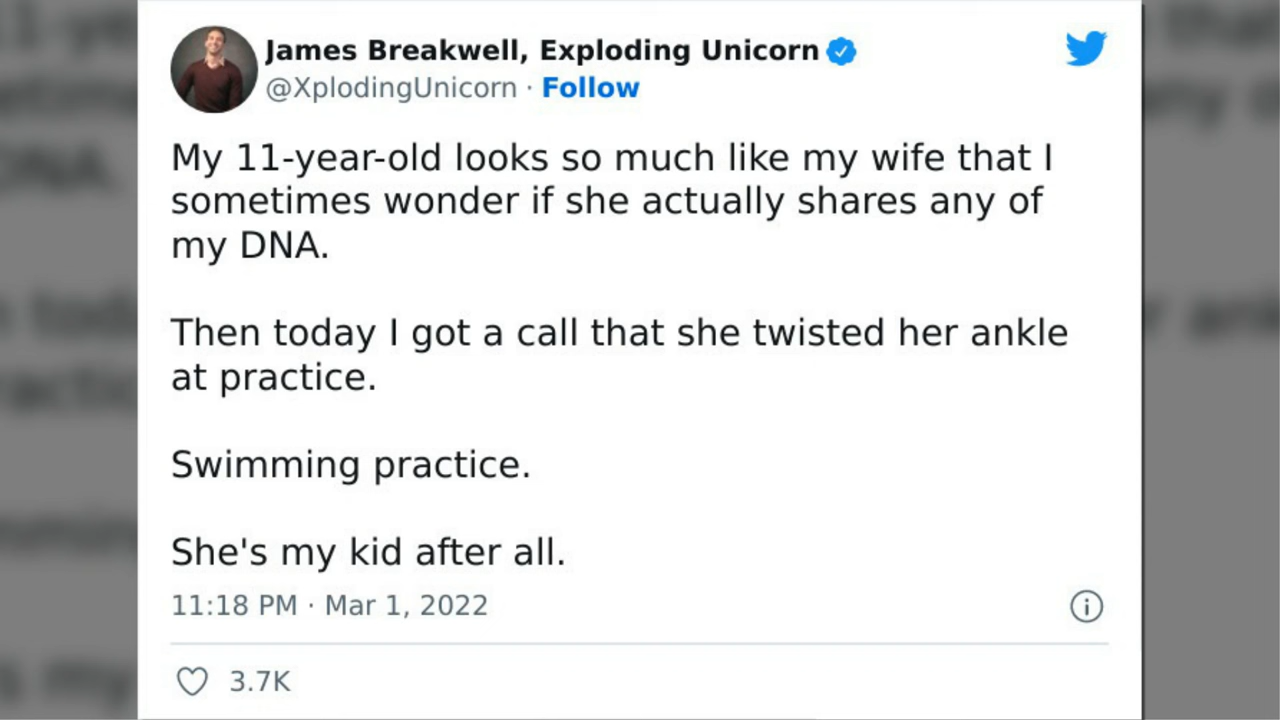 James Breakwell, Exploding Unicorn
@XplodingUnicorn · Follow
My 11-year-old looks so much like my wife that I
sometimes wonder if she actually shares any of
my DNA.
Then today I got a call that she twisted her ankle
at practice.
Swimming practice.
She's my kid after all.
11:18 PM · Mar 1, 2022
3.7K